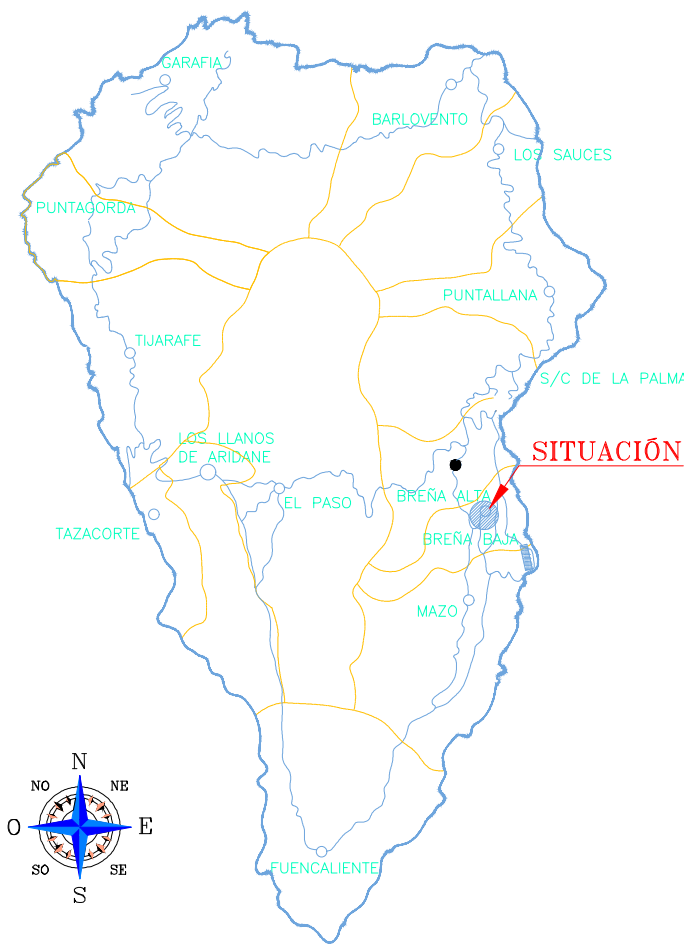 GARAFIA
BARLOVENTO
LOS SAUCES
PUNTAGORDA
PUNTALLANA
TIJARAFE
S/C DE LA PALMA
LOS LLANOS
DE ARIDANE
SITUACIÓN
EL PASO
BREÑA ALTA
TAZACORTE
BREÑA BAJA
MAZO
N
NO
NE
O
E
SO
SE
S
FUENCALIENTE